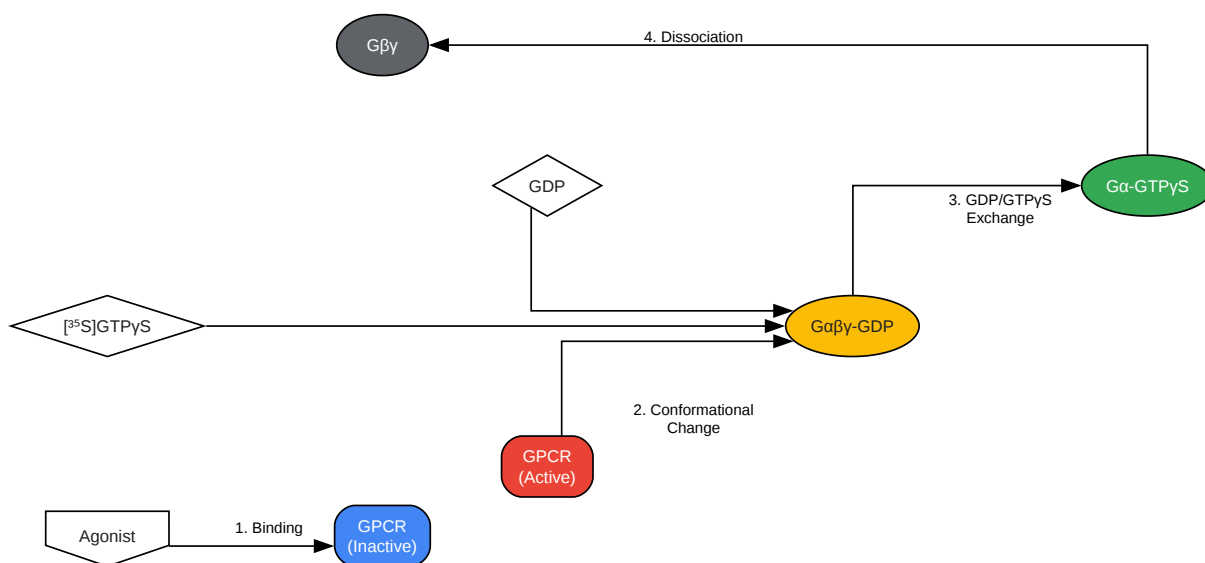 Gβγ
4. Dissociation
GDP
Gα-GTPγS
3. GDP/GTPγS
Exchange
[³⁵S]GTPγS
Gαβγ-GDP
2. Conformational
Change
GPCR
(Active)
Agonist
1. Binding
GPCR
(Inactive)